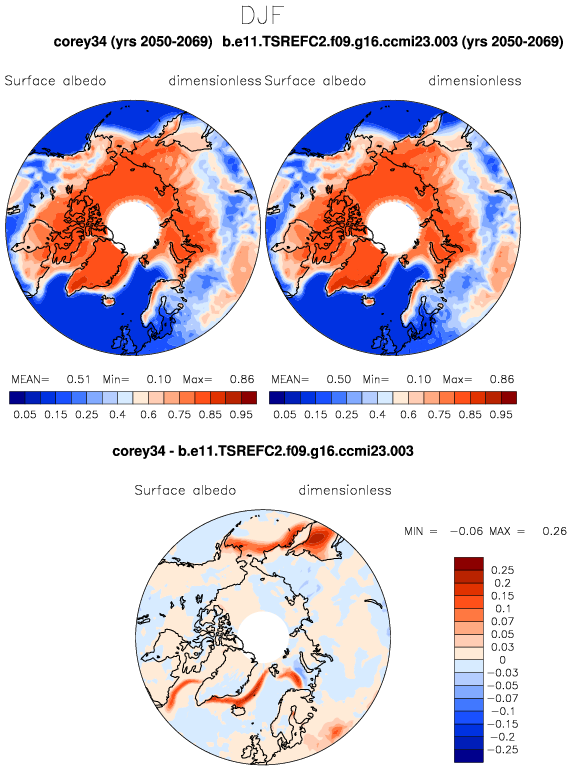 DJF
corey34 (yrs 2050-2069) b.e11.TSREFC2.f09.g16.ccmi23.003 (yrs 2050-2069)
Surface albedo dimensionless Surface albedo dimensionless
MEAN= 0.51 Min= 0.10 Max= 0.86 MEAN= 0.50 Min= 0.10 Max= 0.86
0.05 0.15 0.25 0.4 0.6 0.75 0.85 0.95 0.05 0.15 0.25 0.4 0.6 0.75 0.85 0.95
corey34 - b.e11.TSREFC2.f09.g16.ccmi23.003
Surface albedo dimensionless
MIN = -0.06 MAX = 0.26
0.25
0.2
0.15
0.1
0.07
0.05
0.03
0
-0.03
-0.05
-0.07
-0.1
-0.15
-0.2
-0.25